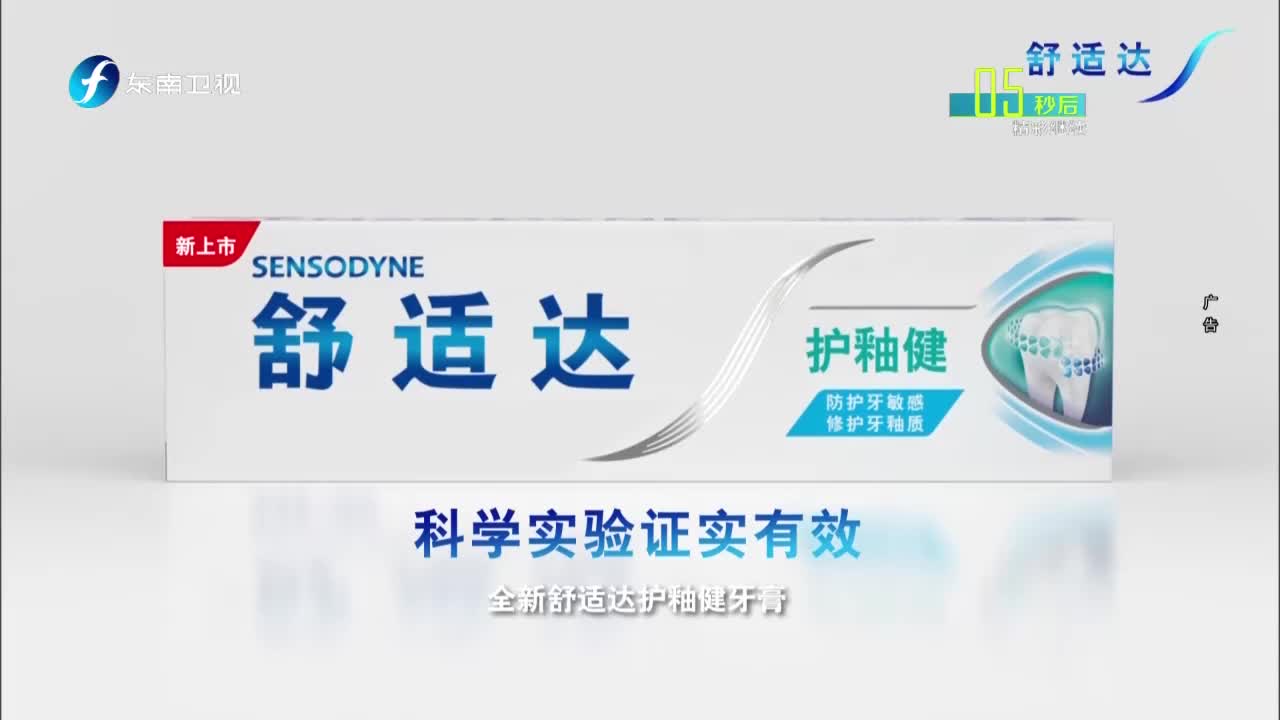 东南卫视
舒适达
05秒后
精彩继续
新上市
SENSODYNE
舒适达
护釉健
防护牙敏感
修护牙釉质
广告
科学实验证实有效
全新舒适达护釉健牙膏